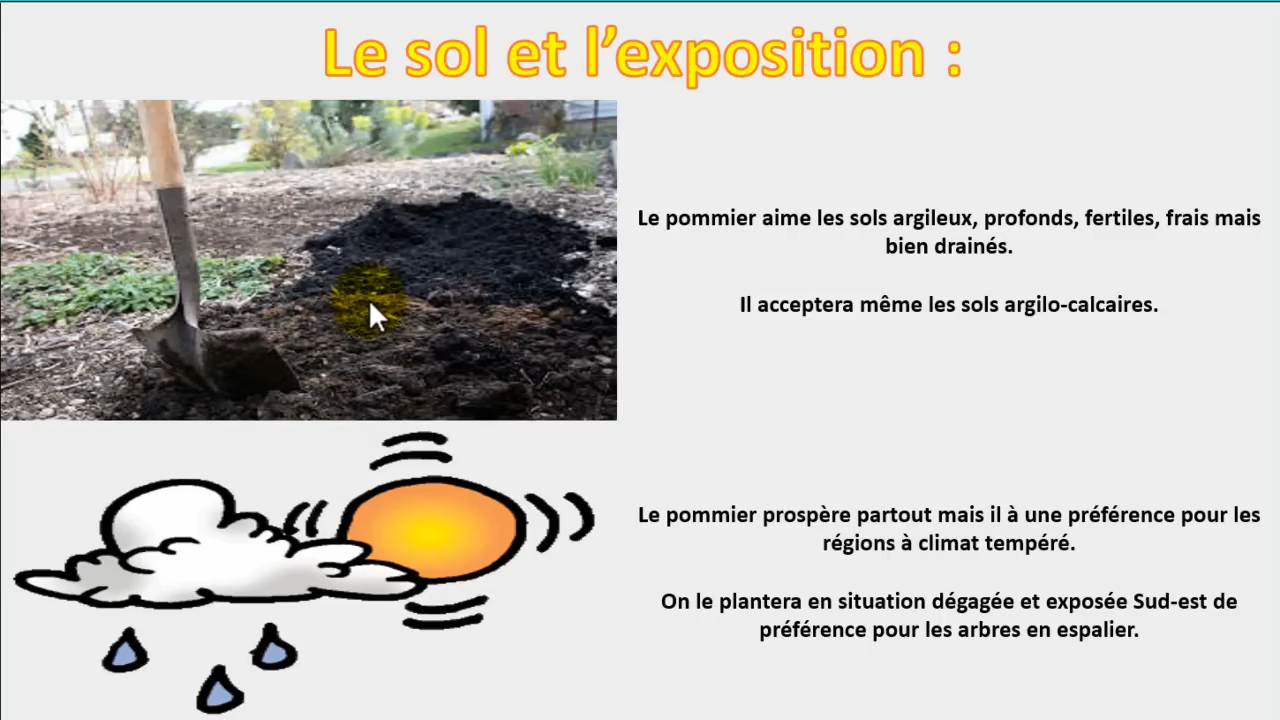 Le sol et l’exposition :
Le pommier aime les sols argileux, profonds, fertiles, frais mais
bien drainés.
Il acceptera même les sols argilo-calcaires.
Le pommier prospère partout mais il à une préférence pour les
régions à climat tempéré.
On le plantera en situation dégagée et exposée Sud-est de
préférence pour les arbres en espalier.